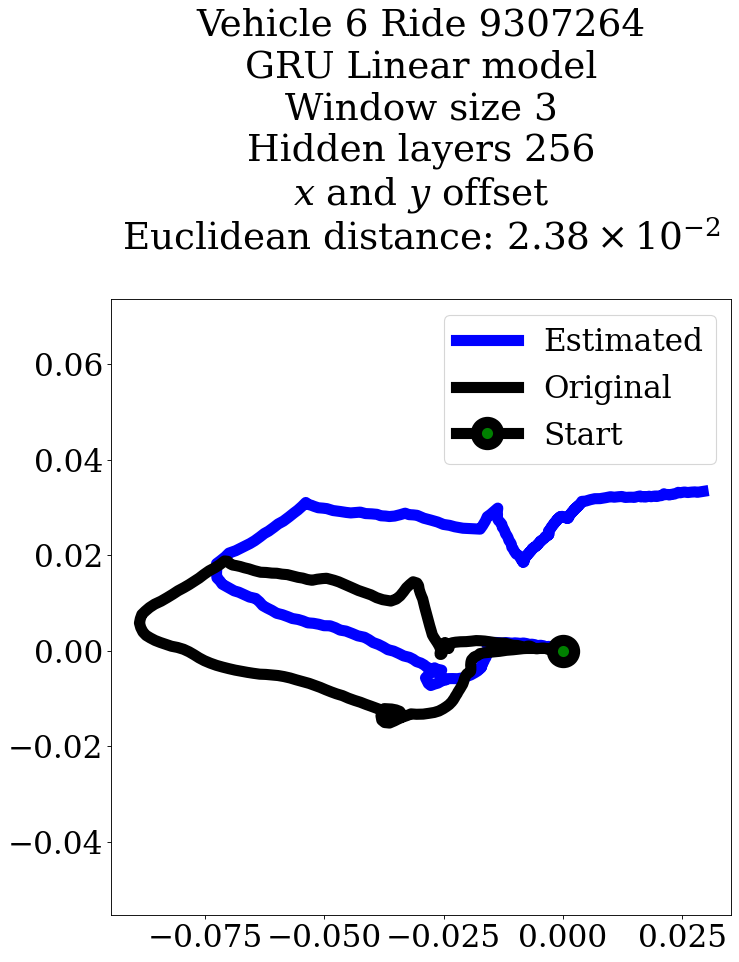 Vehicle 6 Ride 9307264
GRU Linear model
Window size 3
Hidden layers 256
x and y offset
Euclidean distance: 2.38 × 10⁻²
Estimated
Original
Start
0.06
0.04
0.02
0.00
−0.02
−0.04
−0.075 −0.050 −0.025 0.000 0.025